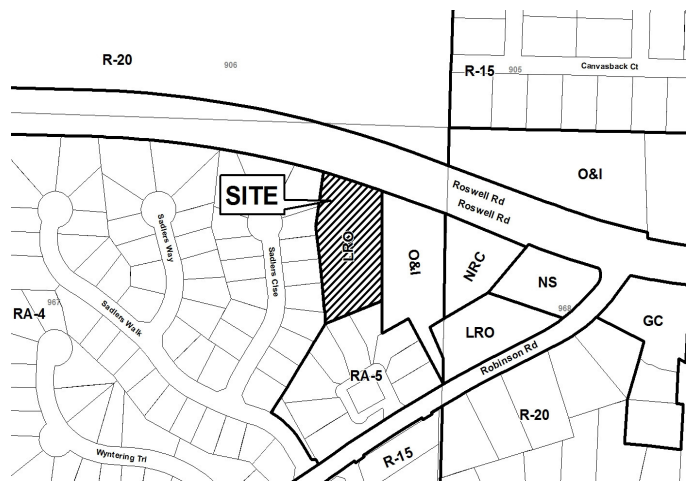 R-20
906
R-15
905
Canvasback Ct
O&I
Roswell Rd
Roswell Rd
SITE
LRO
O&I
NRC
NS
Sadlers Way
Sadlers Clse
967
RA-4
Sadlers Walk
968
GC
LRO
Robinson Rd
RA-5
R-20
Wyntering Trl
R-15